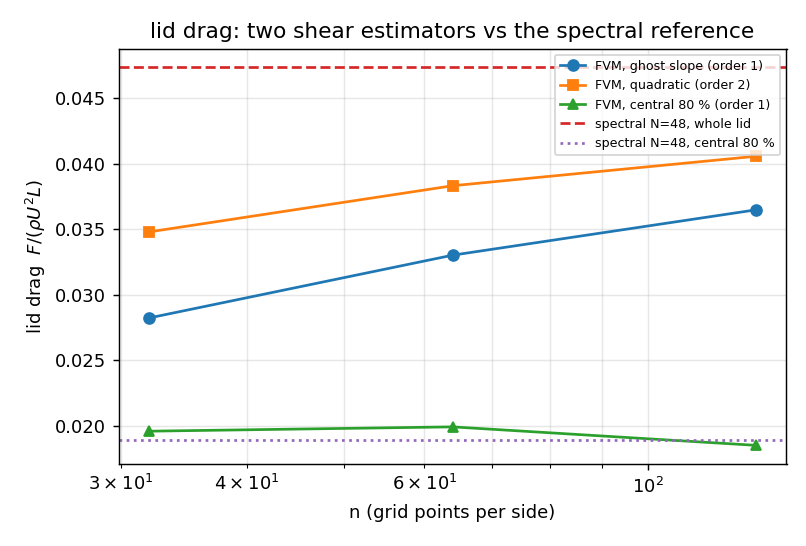 lid drag: two shear estimators vs the spectral reference
FVM, ghost slope (order 1)
FVM, quadratic (order 2)
FVM, central 80 % (order 1)
spectral N=48, whole lid
spectral N=48, central 80 %
lid drag F/(ρU²L)
0.045
0.040
0.035
0.030
0.025
0.020
3 × 10¹ 4 × 10¹ 6 × 10¹ 10²
n (grid points per side)